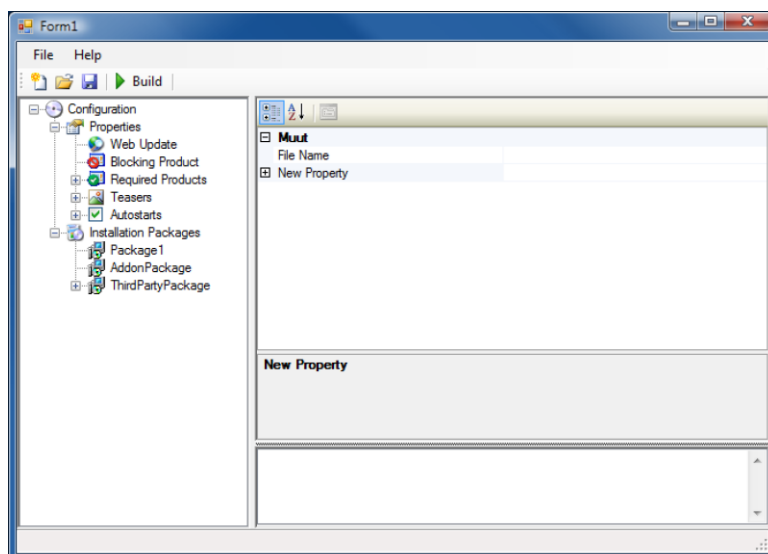 Form1
File Help
Build
Configuration
Properties
Web Update
Blocking Product
Required Products
Teasers
Autostarts
Installation Packages
Package1
AddonPackage
ThirdPartyPackage
Muut
File Name
New Property
New Property